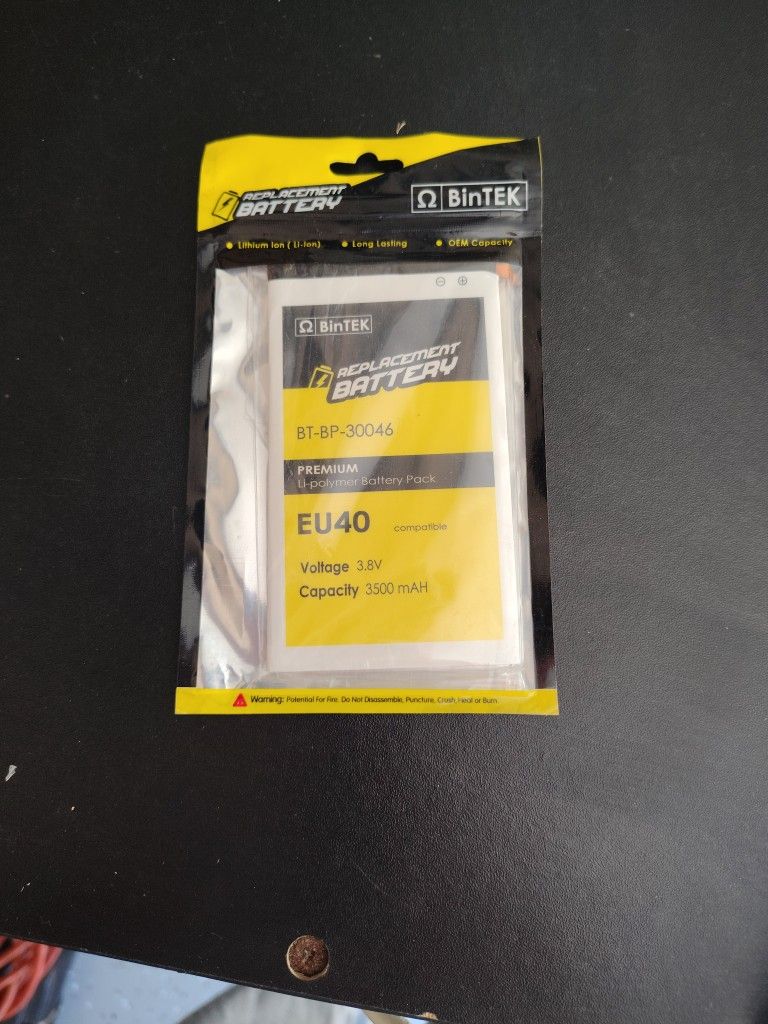 REPLACEMENT
BATTERY
Ω BinTEK
Lithium Ion ( Li-Ion)
Long Lasting
OEM Capacity
Ω BinTEK
REPLACEMENT
BATTERY
BT-BP-30046
PREMIUM
Li-polymer Battery Pack
EU40 compatible
Voltage 3.8V
Capacity 3500 mAH
Warning: Potential For Fire. Do Not Disassemble, Puncture, Crush, Heat or Burn